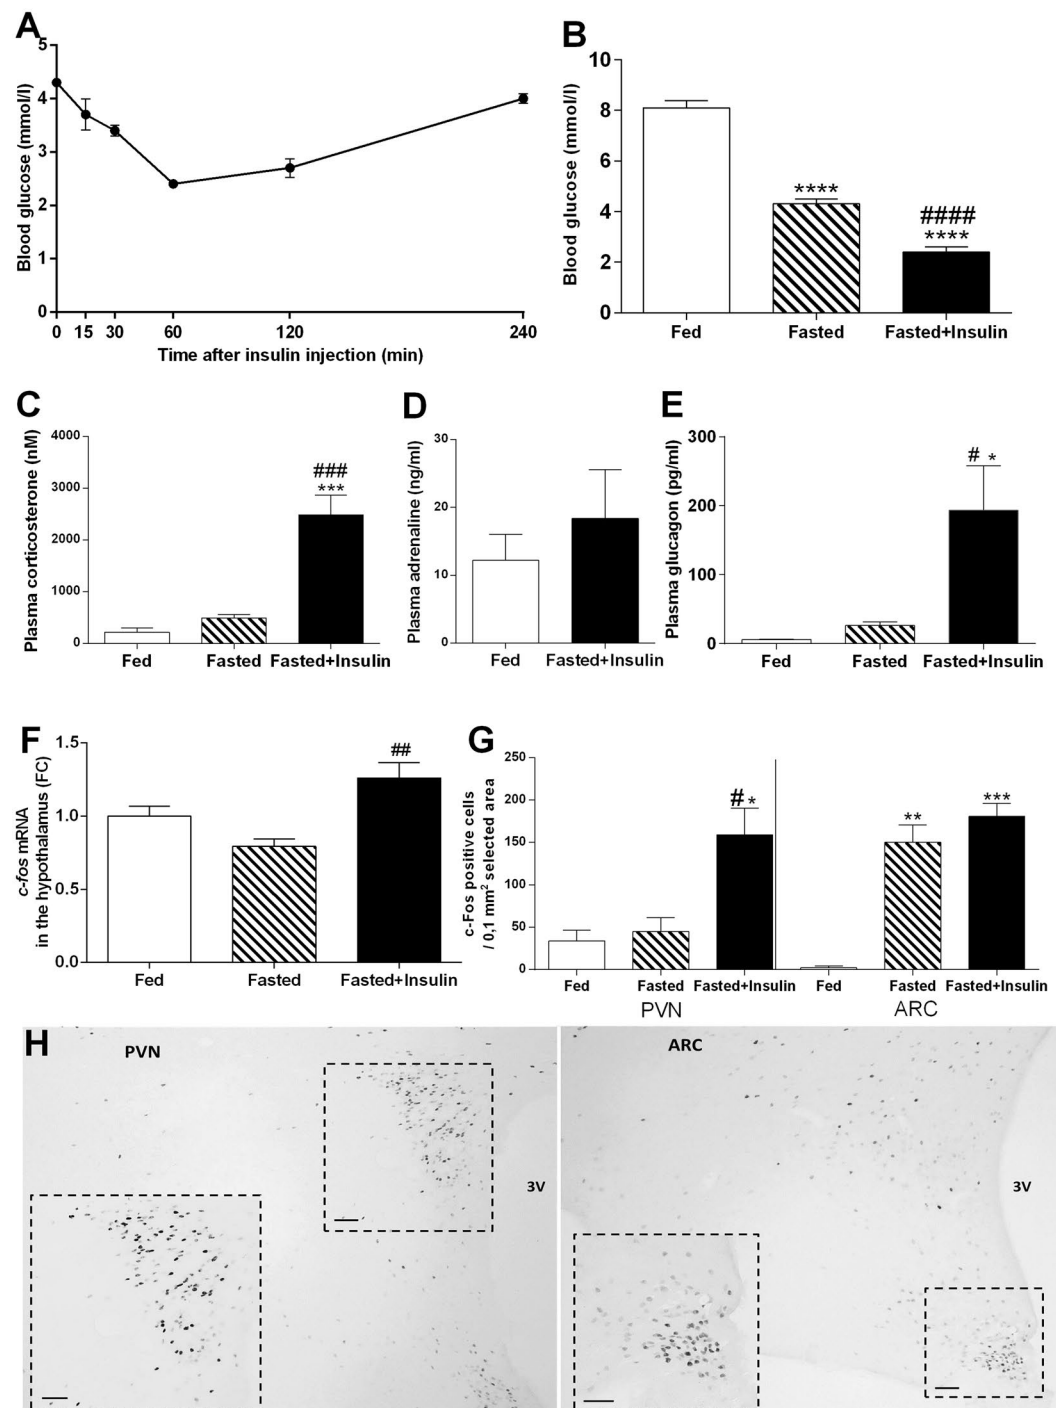 A
Blood glucose (mmol/l)
5
4
3
2
1
0
0 15 30 60 120 240
Time after insulin injection (min)
B
Blood glucose (mmol/l)
10
8
6
4
2
0
****
####
****
Fed Fasted Fasted+Insulin
C
Plasma corticosterone (nM)
4000
3000
2000
1000
0
###
***
Fed Fasted Fasted+Insulin
D
Plasma adrenaline (ng/ml)
30
20
10
0
Fed Fasted+Insulin
E
Plasma glucagon (pg/ml)
300
200
100
0
# *
Fed Fasted Fasted+Insulin
F
c-fos mRNA
in the hypothalamus (FC)
1.5
1.0
0.5
0.0
##
Fed Fasted Fasted+Insulin
G
c-Fos positive cells
/ 0,1 mm² selected area
250
200
150
100
50
0
# *
**
***
Fed Fasted Fasted+Insulin Fed Fasted Fasted+Insulin
PVN ARC
H
PVN
3V
ARC
3V